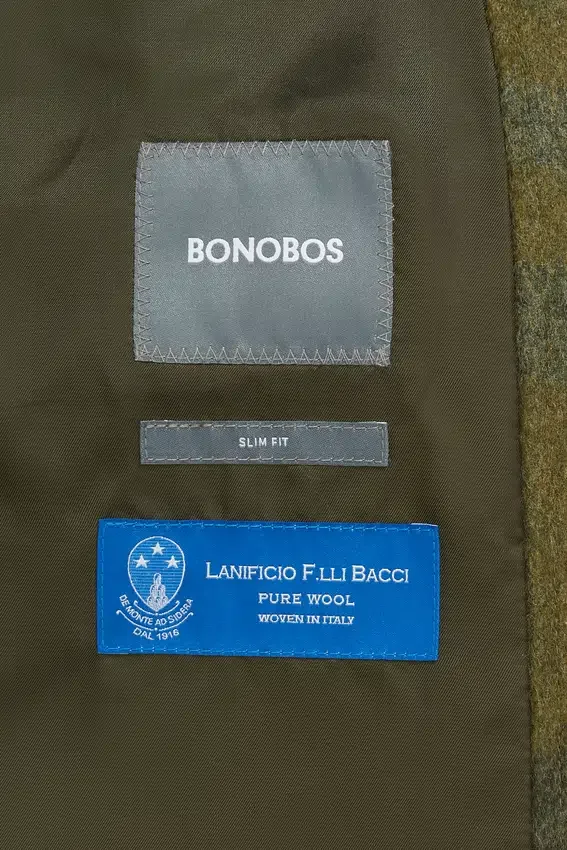 BONOBOS
SLIM FIT
LANIFICIO F.LLI BACCI
PURE WOOL
WOVEN IN ITALY
DE MONTE AD SIDERA
DAL 1916